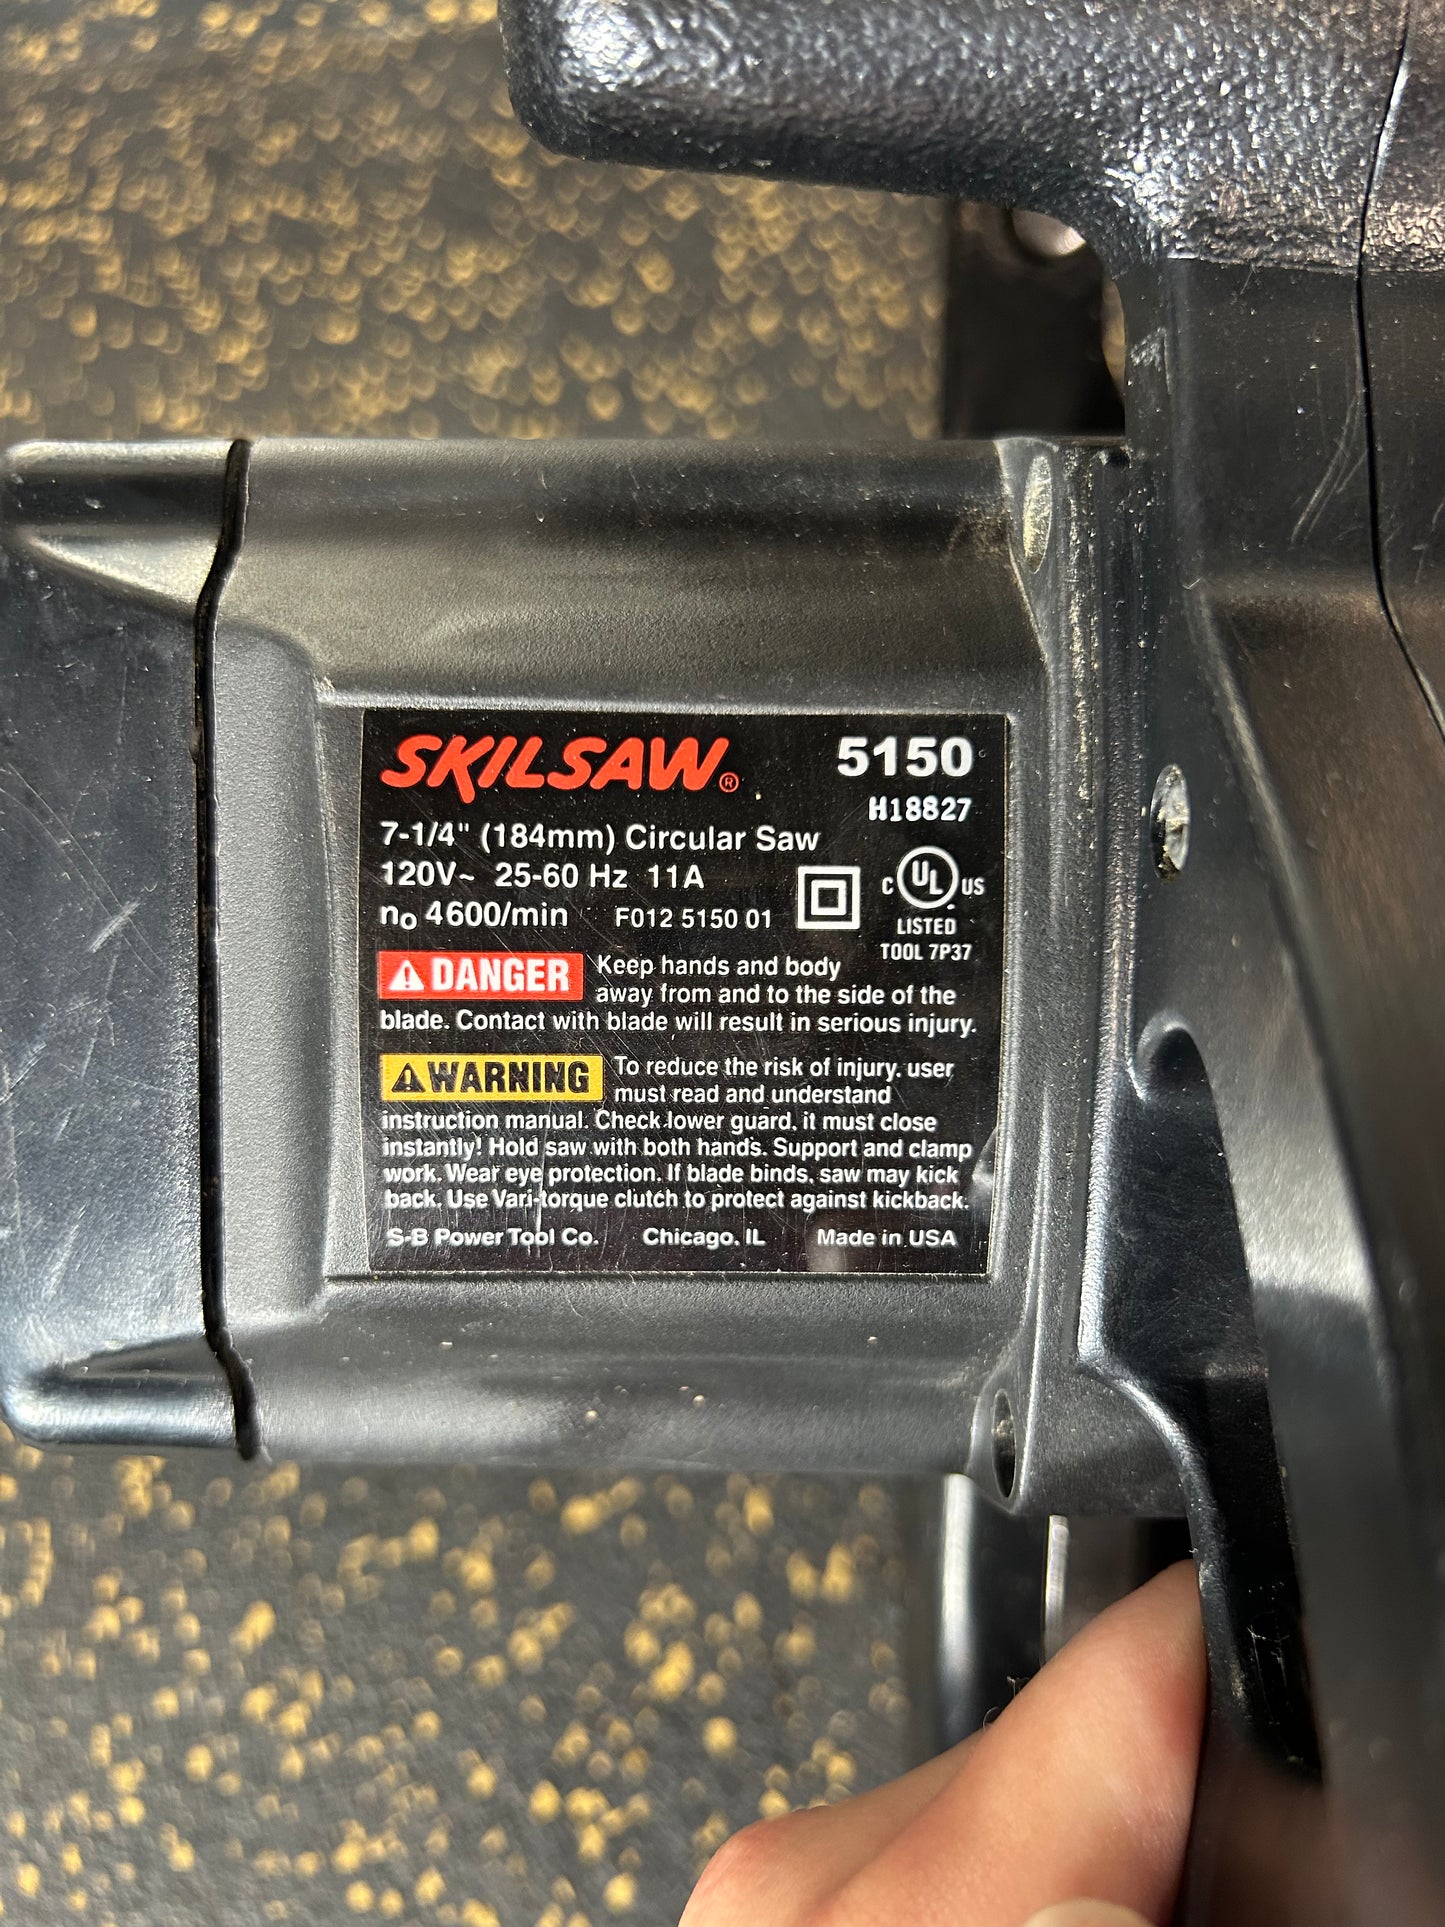 SKILSAW® 5150
H18827
7-1/4" (184mm) Circular Saw
120V~ 25-60 Hz 11A
no 4600/min F012 5150 01
C UL US
LISTED
TOOL 7P37
DANGER Keep hands and body
away from and to the side of the
blade. Contact with blade will result in serious injury.
WARNING To reduce the risk of injury, user
must read and understand
instruction manual. Check lower guard, it must close
instantly! Hold saw with both hands. Support and clamp
work. Wear eye protection. If blade binds, saw may kick
back. Use Vari-torque clutch to protect against kickback.
S-B Power Tool Co. Chicago, IL Made in USA